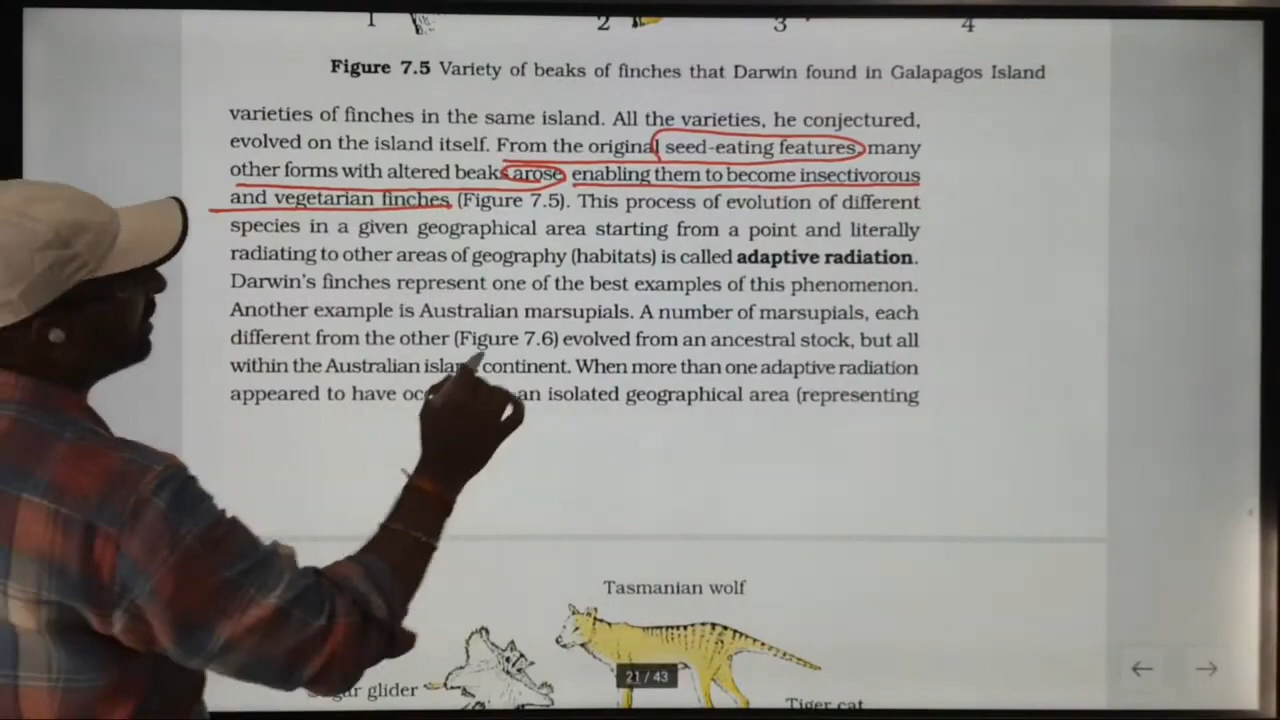 1 2 3 4
Figure 7.5 Variety of beaks of finches that Darwin found in Galapagos Island
varieties of finches in the same island. All the varieties, he conjectured,
evolved on the island itself. From the original seed-eating features, many
other forms with altered beaks arose, enabling them to become insectivorous
and vegetarian finches (Figure 7.5). This process of evolution of different
species in a given geographical area starting from a point and literally
radiating to other areas of geography (habitats) is called adaptive radiation.
Darwin's finches represent one of the best examples of this phenomenon.
Another example is Australian marsupials. A number of marsupials, each
different from the other (Figure 7.6) evolved from an ancestral stock, but all
within the Australian island continent. When more than one adaptive radiation
appeared to have an isolated geographical area (representing
Tasmanian wolf
21 / 43
glider
Tiger cat